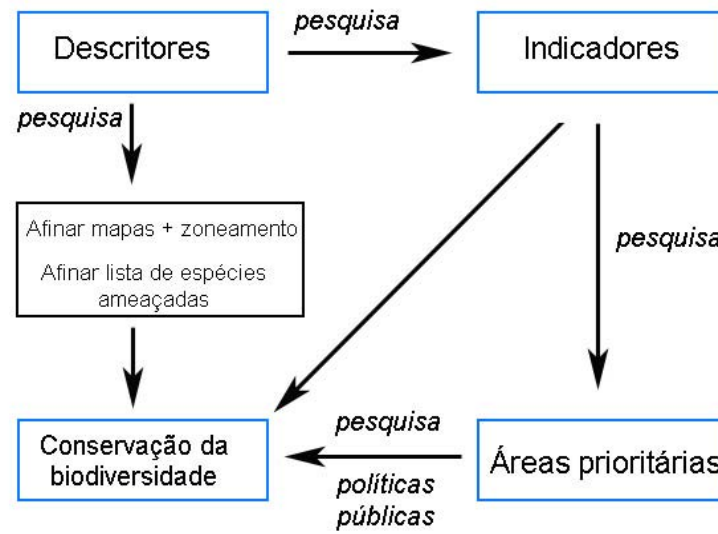 Descritores
pesquisa
Indicadores
pesquisa
Afinar mapas + zoneamento
Afinar lista de espécies
ameaçadas
pesquisa
Conservação da
biodiversidade
pesquisa
políticas
públicas
Áreas prioritárias